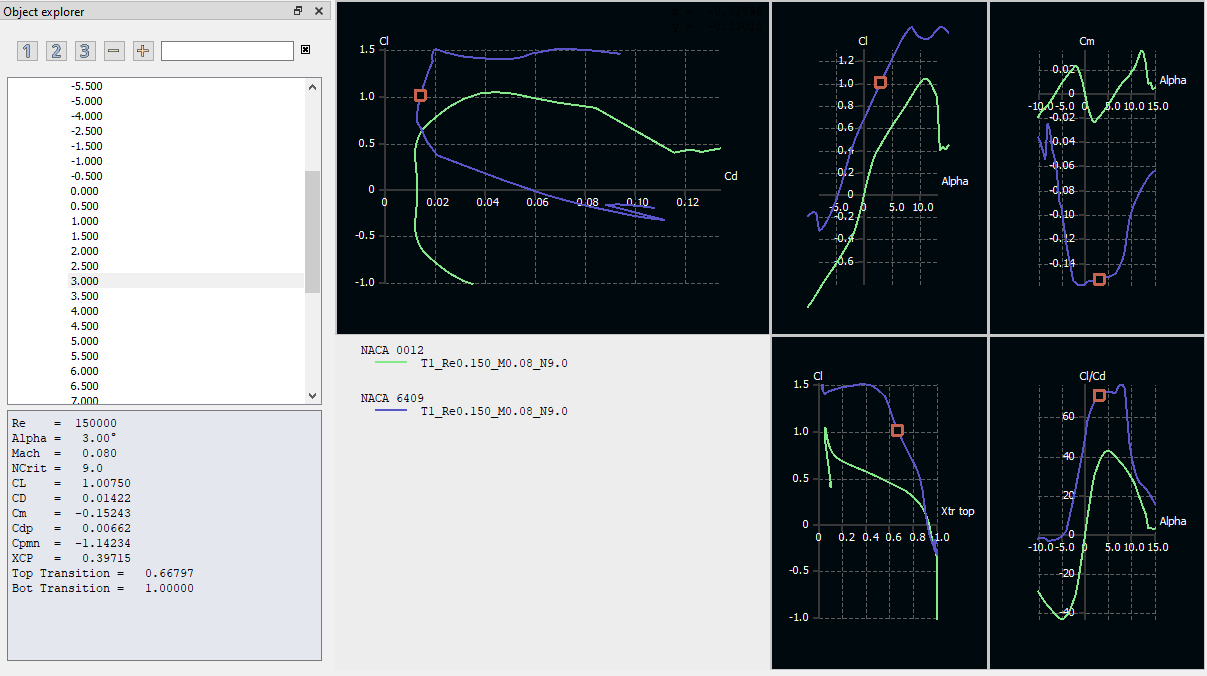 Object explorer
1 2 3
-5.500
-5.000
-4.000
-2.500
-1.500
-1.000
-0.500
0.000
0.500
1.000
1.500
2.000
2.500
3.000
3.500
4.000
4.500
5.000
5.500
6.000
6.500
7.000
Re = 150000
Alpha = 3.00°
Mach = 0.080
NCrit = 9.0
CL = 1.00750
CD = 0.01422
Cm = -0.15243
Cdp = 0.00662
Cpmn = -1.14234
XCP = 0.39715
Top Transition = 0.66797
Bot Transition = 1.00000
Cl
1.5
1.0
0.5
0
-0.5
-1.0
0 0.02 0.04 0.06 0.08 0.10 0.12
Cd
Cl
1.2
1.0
0.8
0.6
0.4
0.2
0
-0.2
-0.4
-0.6
-5.0 0 5.0 10.0
Alpha
Cm
0.02
0
-0.02
-0.04
-0.06
-0.08
-0.10
-0.12
-0.14
-10.0 -5.0 0 5.0 10.0 15.0
Alpha
NACA 0012
T1_Re0.150_M0.08_N9.0
NACA 6409
T1_Re0.150_M0.08_N9.0
Cl
1.5
1.0
0.5
0
-0.5
-1.0
0 0.2 0.4 0.6 0.8 1.0
Xtr top
Cl/Cd
60
40
20
0
-20
-40
-10.0 -5.0 0 5.0 10.0 15.0
Alpha